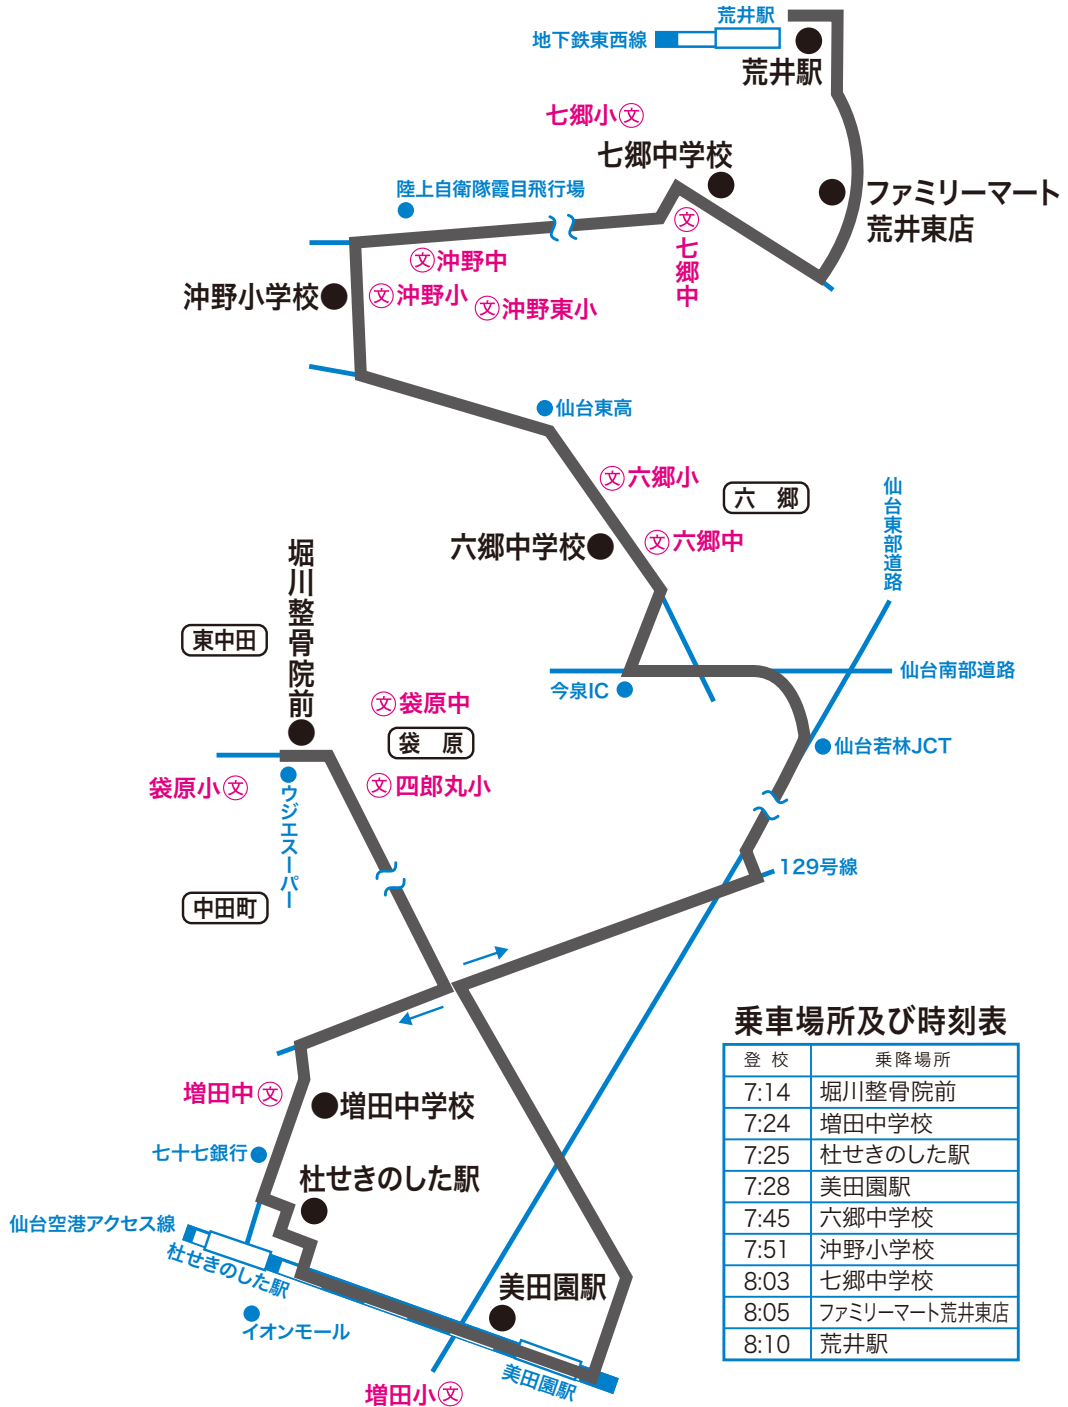 荒井駅
地下鉄東西線
荒井駅
七郷小文
七郷中学校
陸上自衛隊霞目飛行場
ファミリーマート
荒井東店
文七郷中
文沖野中
沖野小学校
文沖野小
文沖野東小
仙台東高
文六郷小
六　郷
仙台東部道路
六郷中学校
文六郷中
堀川整骨院前
東中田
仙台南部道路
今泉IC
文袋原中
袋　原
仙台若林JCT
袋原小文
文四郎丸小
ウジエスーパー
129号線
中田町
増田中文
増田中学校
七十七銀行
杜せきのした駅
仙台空港アクセス線
杜せきのした駅
美田園駅
イオンモール
美田園駅
増田小文
乗車場所及び時刻表
登 校　乗降場所
7:14　堀川整骨院前
7:24　増田中学校
7:25　杜せきのした駅
7:28　美田園駅
7:45　六郷中学校
7:51　沖野小学校
8:03　七郷中学校
8:05　ファミリーマート荒井東店
8:10　荒井駅